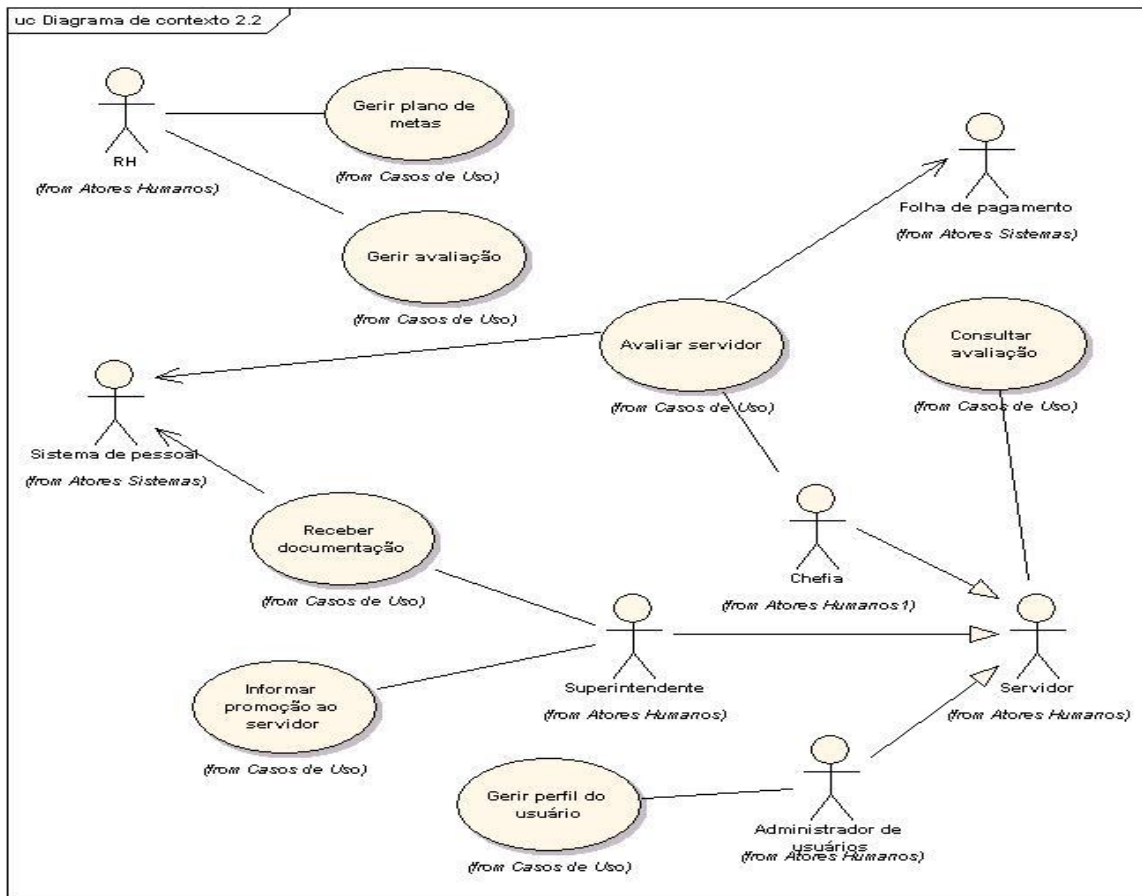 uc Diagrama de contexto 2.2
RH
(from Atores Humanos)
Gerir plano de
metas
(from Casos de Uso)
Gerir avaliação
(from Casos de Uso)
Folha de pagamento
(from Atores Sistemas)
Avaliar servidor
(from Casos de Uso)
Consultar
avaliação
(from Casos de Uso)
Sistema de pessoal
(from Atores Sistemas)
Receber
documentação
(from Casos de Uso)
Chefia
(from Atores Humanos1)
Superintendente
(from Atores Humanos)
Servidor
(from Atores Humanos)
Informar
promoção ao
servidor
(from Casos de Uso)
Gerir perfil do
usuário
(from Casos de Uso)
Administrador de
usuários
(from Atores Humanos)